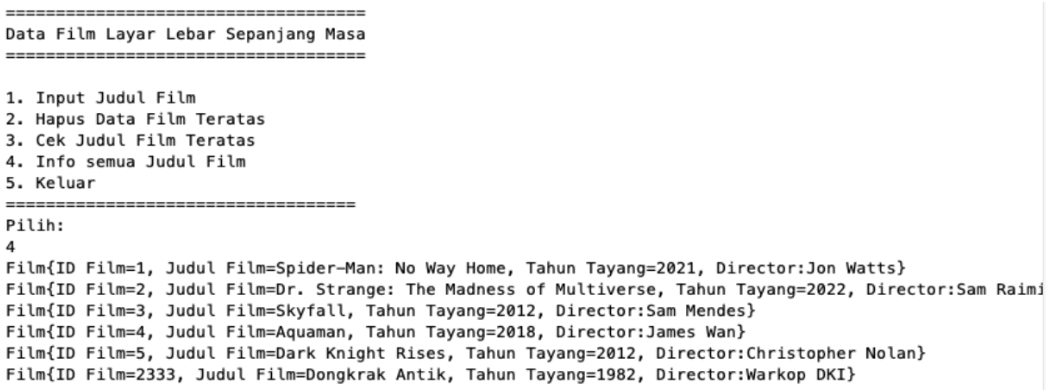 ====================================
Data Film Layar Lebar Sepanjang Masa
====================================
1. Input Judul Film
2. Hapus Data Film Teratas
3. Cek Judul Film Teratas
4. Info semua Judul Film
5. Keluar
===================================
Pilih:
4
Film{ID Film=1, Judul Film=Spider-Man: No Way Home, Tahun Tayang=2021, Director:Jon Watts}
Film{ID Film=2, Judul Film=Dr. Strange: The Madness of Multiverse, Tahun Tayang=2022, Director:Sam Raimi
Film{ID Film=3, Judul Film=Skyfall, Tahun Tayang=2012, Director:Sam Mendes}
Film{ID Film=4, Judul Film=Aquaman, Tahun Tayang=2018, Director:James Wan}
Film{ID Film=5, Judul Film=Dark Knight Rises, Tahun Tayang=2012, Director:Christopher Nolan}
Film{ID Film=2333, Judul Film=Dongkrak Antik, Tahun Tayang=1982, Director:Warkop DKI}